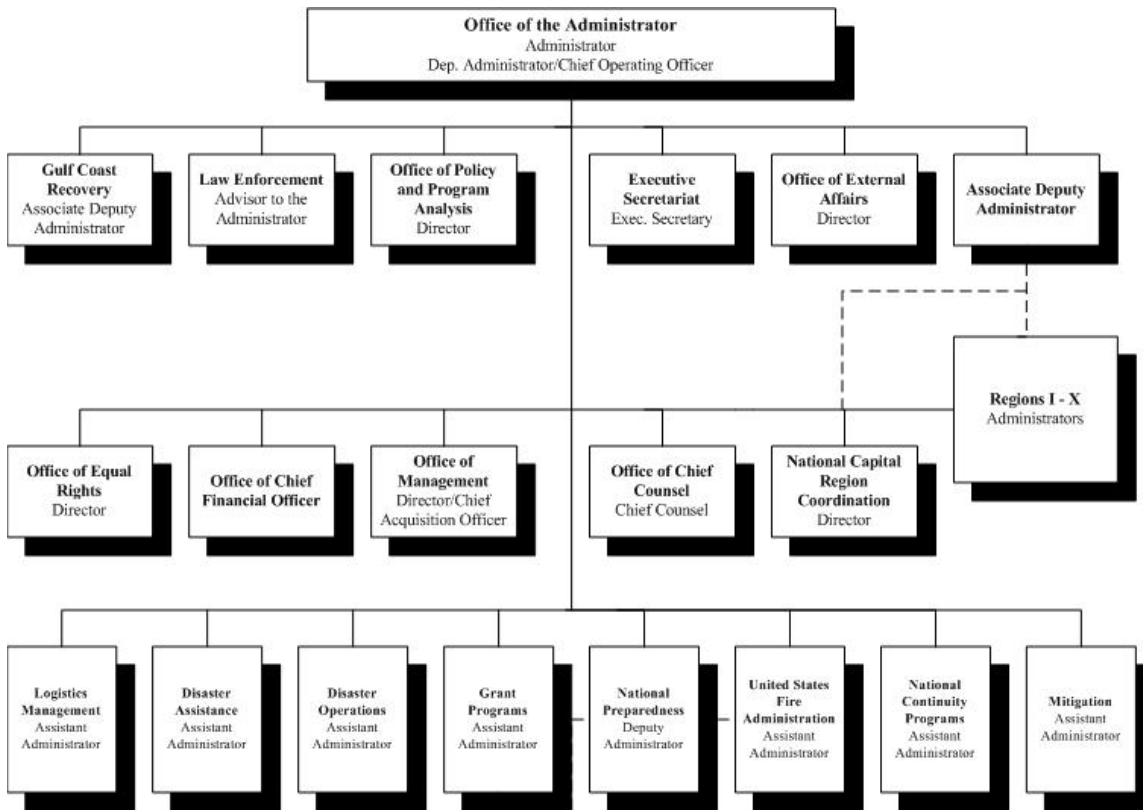 Office of the Administrator
Administrator
Dep. Administrator/Chief Operating Officer
Gulf Coast
Recovery
Associate Deputy
Administrator
Law Enforcement
Advisor to the
Administrator
Office of Policy
and Program
Analysis
Director
Executive
Secretariat
Exec. Secretary
Office of External
Affairs
Director
Associate Deputy
Administrator
Regions I - X
Administrators
Office of Equal
Rights
Director
Office of Chief
Financial Officer
Office of
Management
Director/Chief
Acquisition Officer
Office of Chief
Counsel
Chief Counsel
National Capital
Region
Coordination
Director
Logistics
Management
Assistant
Administrator
Disaster
Assistance
Assistant
Administrator
Disaster
Operations
Assistant
Administrator
Grant
Programs
Assistant
Administrator
National
Preparedness
Deputy
Administrator
United States
Fire
Administration
Assistant
Administrator
National
Continuity
Programs
Assistant
Administrator
Mitigation
Assistant
Administrator